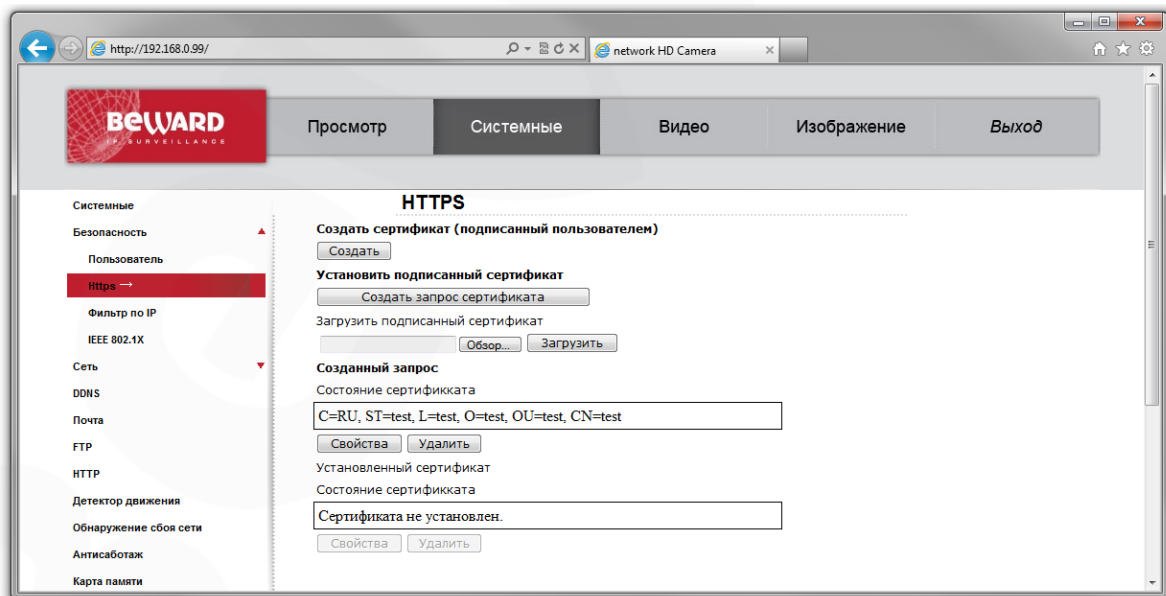 http://192.168.0.99/
network HD Camera
BEWARD
IP SURVEILLANCE
Просмотр
Системные
Видео
Изображение
Выход
Системные
Безопасность
Пользователь
Https →
Фильтр по IP
IEEE 802.1X
Сеть
DDNS
Почта
FTP
HTTP
Детектор движения
Обнаружение сбоя сети
Антисаботаж
Карта памяти
HTTPS
Создать сертификат (подписанный пользователем)
Создать
Установить подписанный сертификат
Создать запрос сертификата
Загрузить подписанный сертификат
Обзор... Загрузить
Созданный запрос
Состояние сертификката
C=RU, ST=test, L=test, O=test, OU=test, CN=test
Свойства Удалить
Установленный сертификат
Состояние сертификката
Сертификата не установлен.
Свойства Удалить